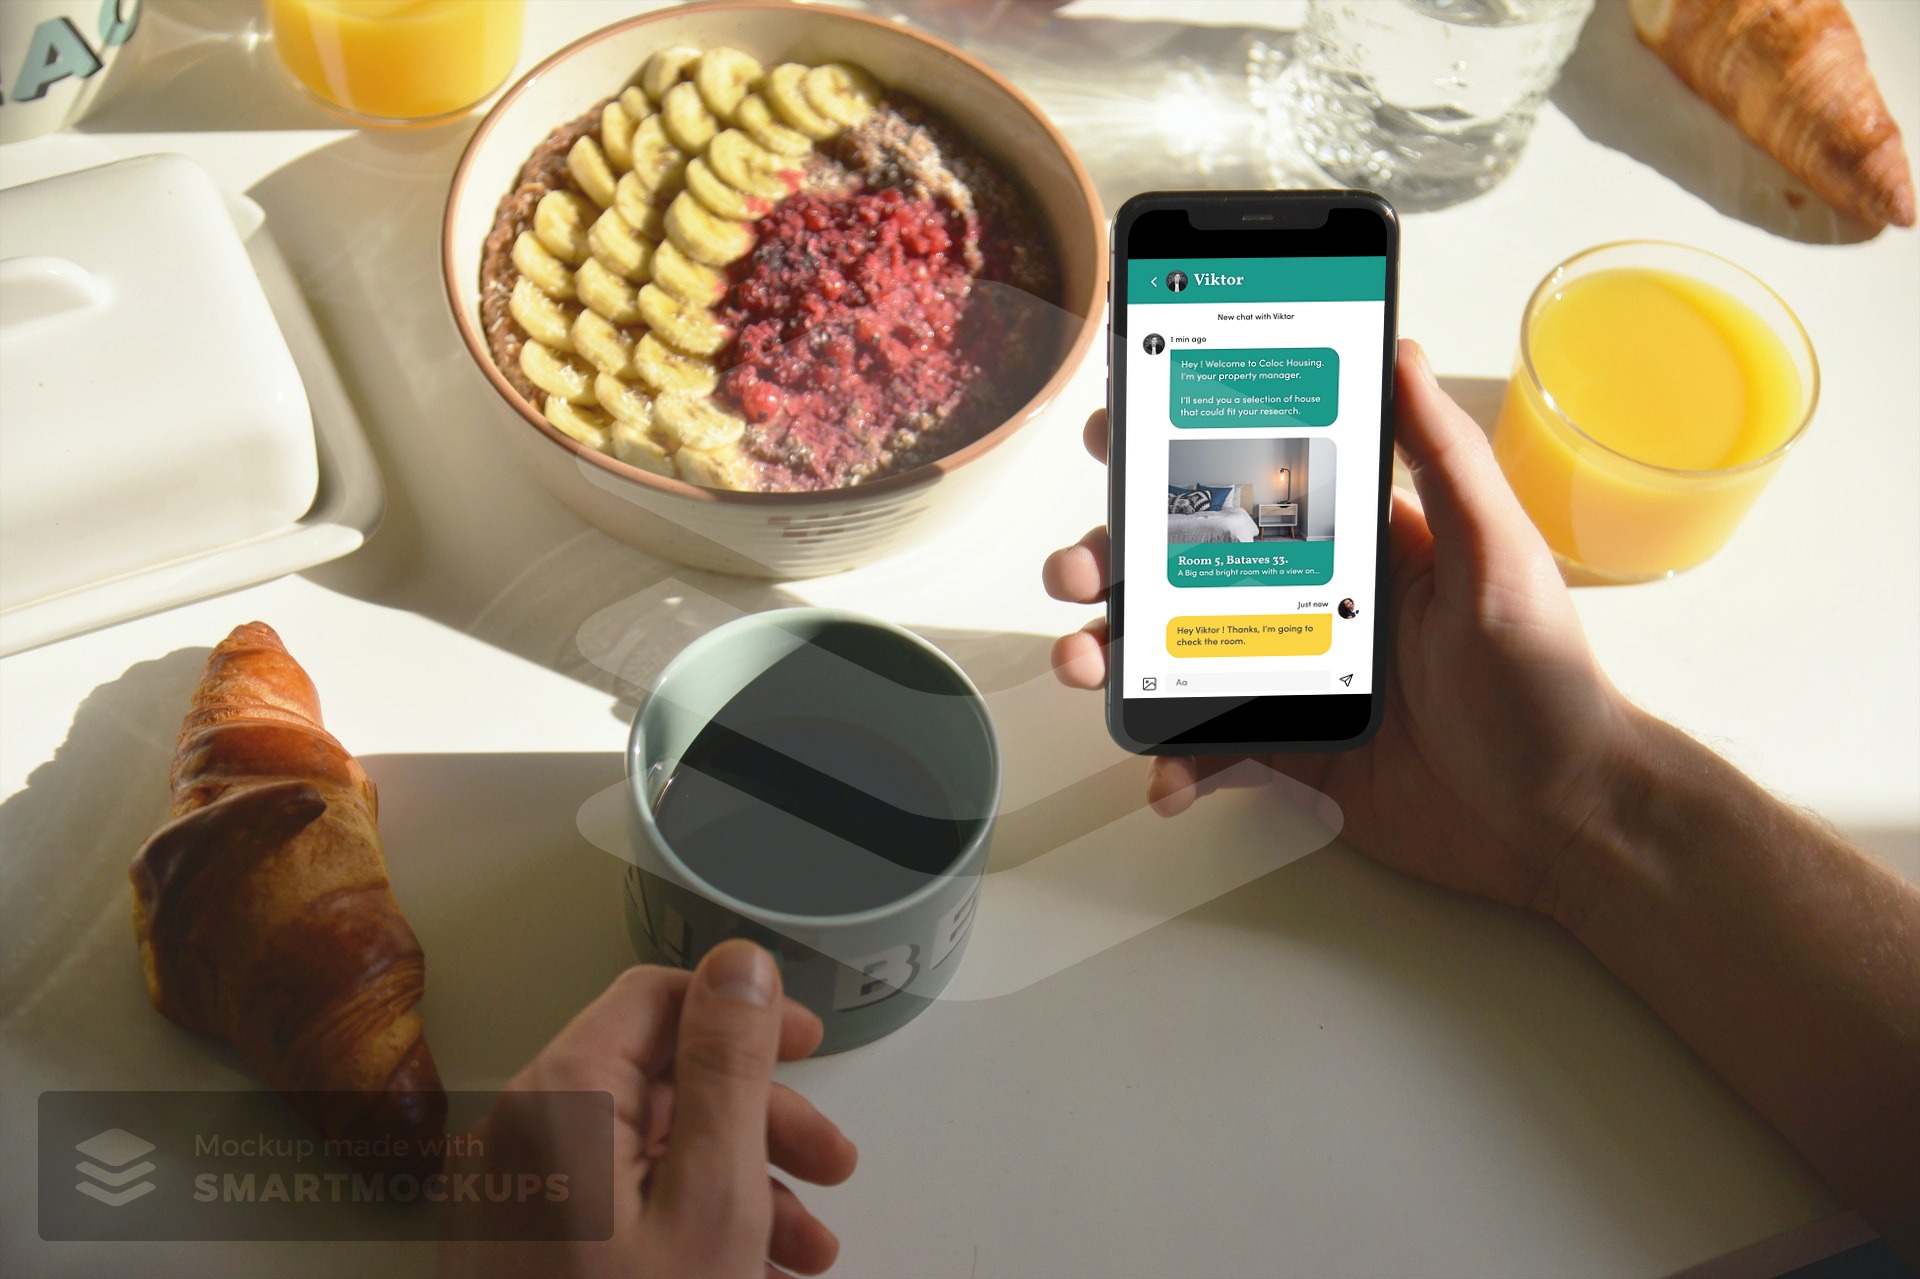 Viktor
New chat with Viktor
1 min ago
Hey ! Welcome to Coloc Housing.
I'm your property manager.
I'll send you a selection of house
that could fit your research.
Room 5, Bataves 33.
A Big and bright room with a view on...
Just now
Hey Viktor ! Thanks, I'm going to
check the room.
Aa
B
Mockup made with
SMARTMOCKUPS